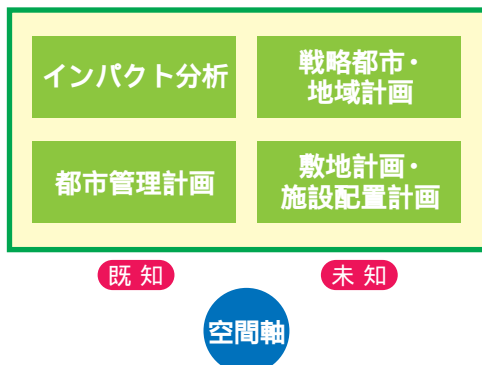 インパクト分析
戦略都市・
地域計画
都市管理計画
敷地計画・
施設配置計画
既知
未知
空間軸